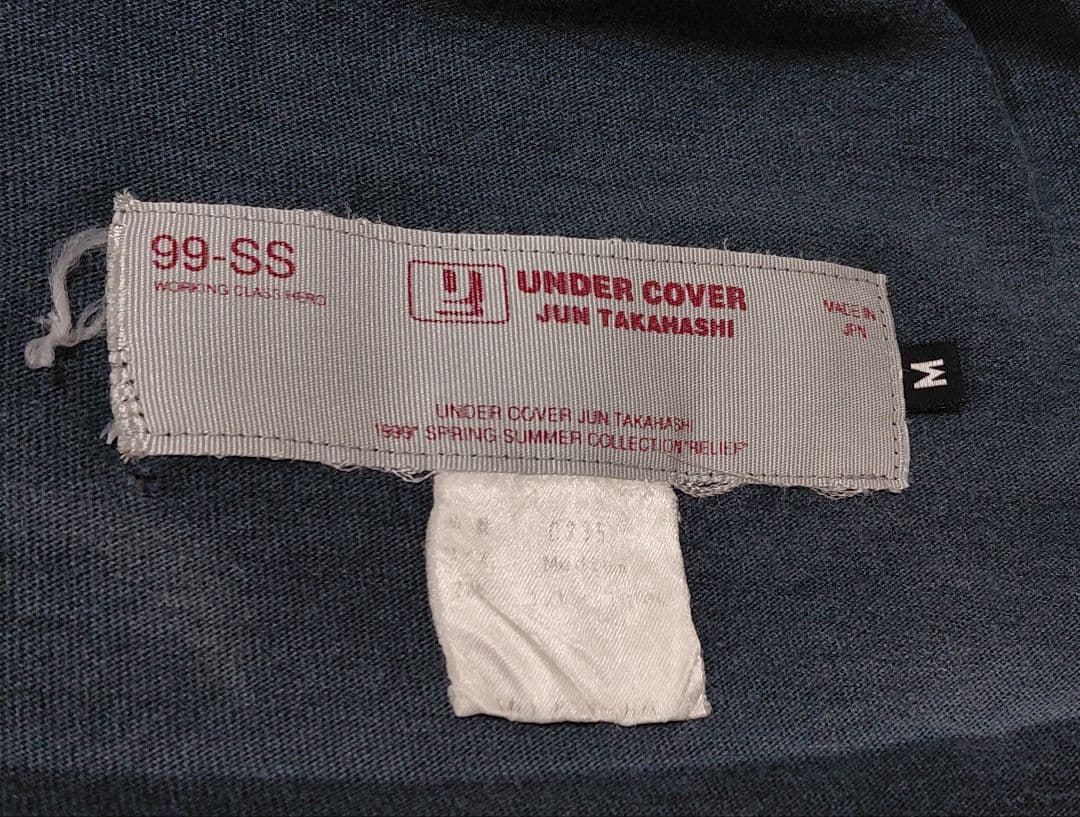 99-SS
WORKING CLASS HERO
U
UNDER COVER
JUN TAKAHASHI
MADE IN
JPN
M
UNDER COVER JUN TAKAHASHI
1999" SPRING SUMMER COLLECTION"RELIEF"
Medium